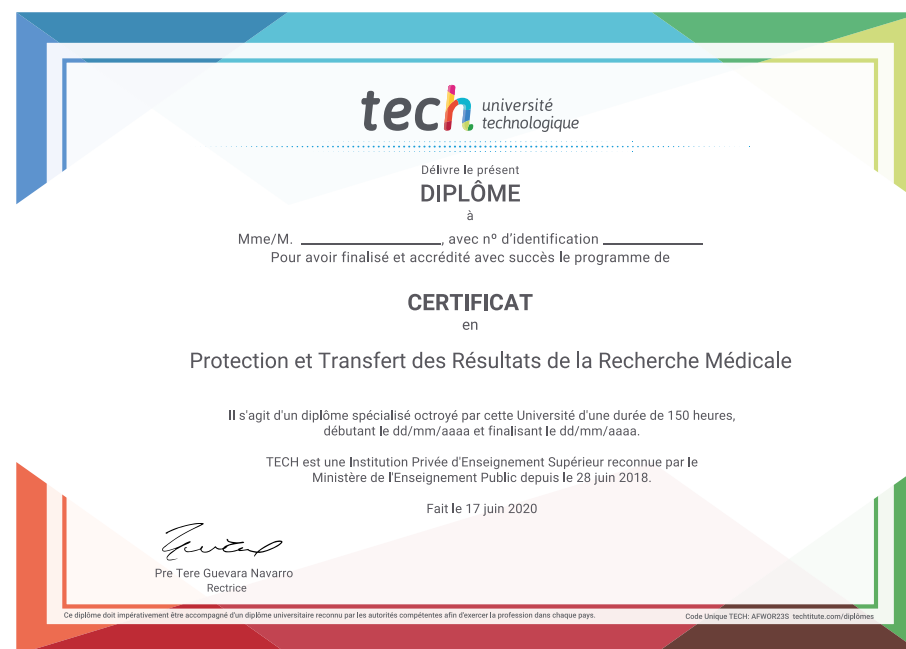 tech université
technologique
Délivre le présent
DIPLÔME
à
Mme/M. ____________________, avec nº d'identification ______________
Pour avoir finalisé et accrédité avec succès le programme de
CERTIFICAT
en
Protection et Transfert des Résultats de la Recherche Médicale
Il s'agit d'un diplôme spécialisé octroyé par cette Université d'une durée de 150 heures,
débutant le dd/mm/aaaa et finalisant le dd/mm/aaaa.
TECH est une Institution Privée d'Enseignement Supérieur reconnue par le
Ministère de l'Enseignement Public depuis le 28 juin 2018.
Fait le 17 juin 2020
Pre Tere Guevara Navarro
Rectrice
Ce diplôme doit impérativement être accompagné d'un diplôme universitaire reconnu par les autorités compétentes afin d'exercer la profession dans chaque pays.
Code Unique TECH: AFWOR23S techtitute.com/diplômes